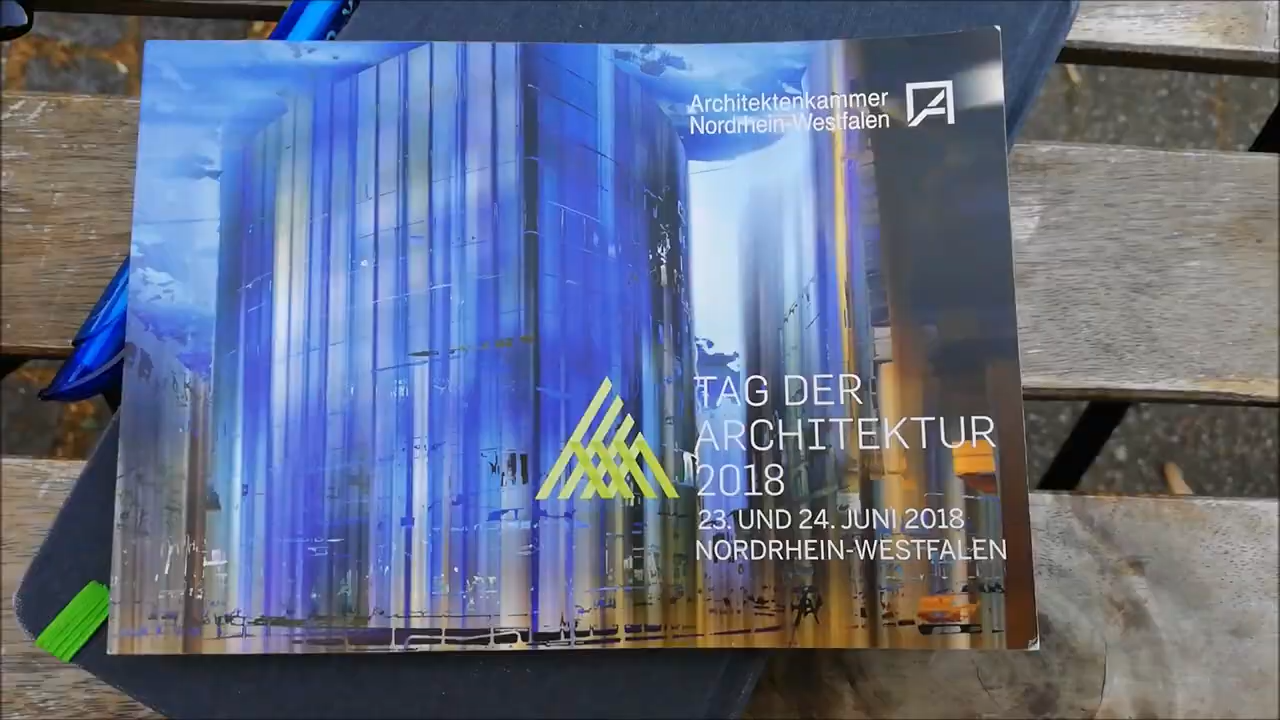 Architektenkammer
Nordrhein-Westfalen
TAG DER
ARCHITEKTUR
2018
23. UND 24. JUNI 2018
NORDRHEIN-WESTFALEN